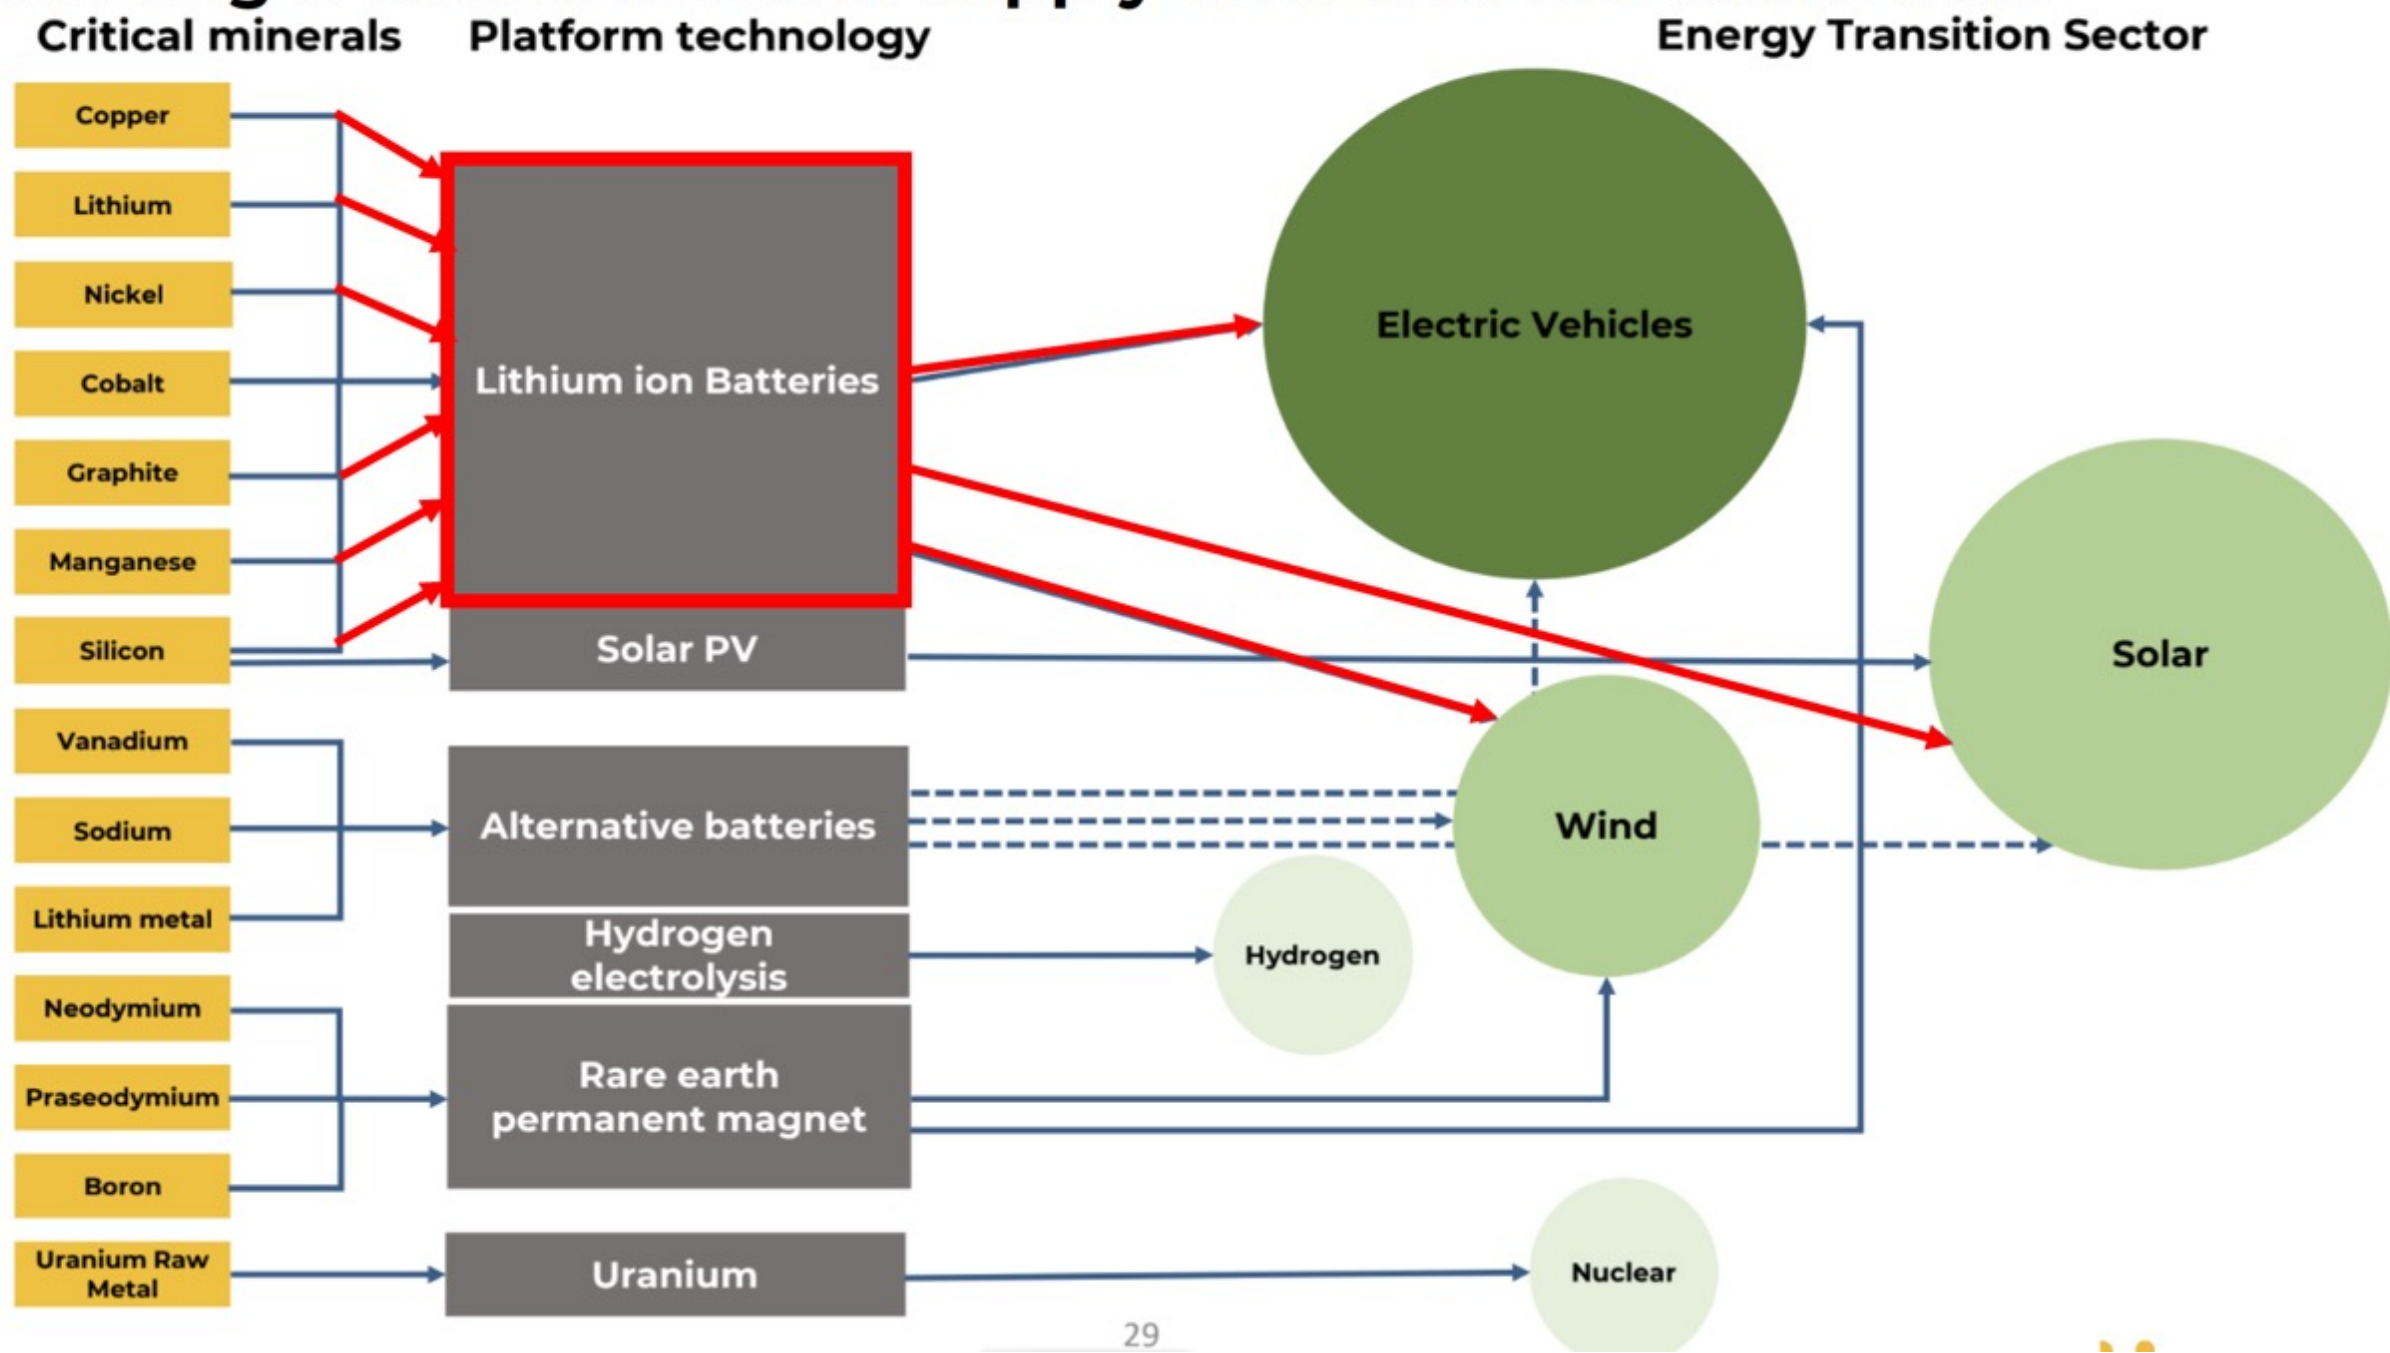 Critical minerals
Platform technology
Energy Transition Sector
Copper
Lithium
Nickel
Cobalt
Graphite
Manganese
Silicon
Vanadium
Sodium
Lithium metal
Neodymium
Praseodymium
Boron
Uranium Raw
Metal
Lithium ion Batteries
Solar PV
Alternative batteries
Hydrogen
electrolysis
Rare earth
permanent magnet
Uranium
Electric Vehicles
Solar
Wind
Hydrogen
Nuclear
29